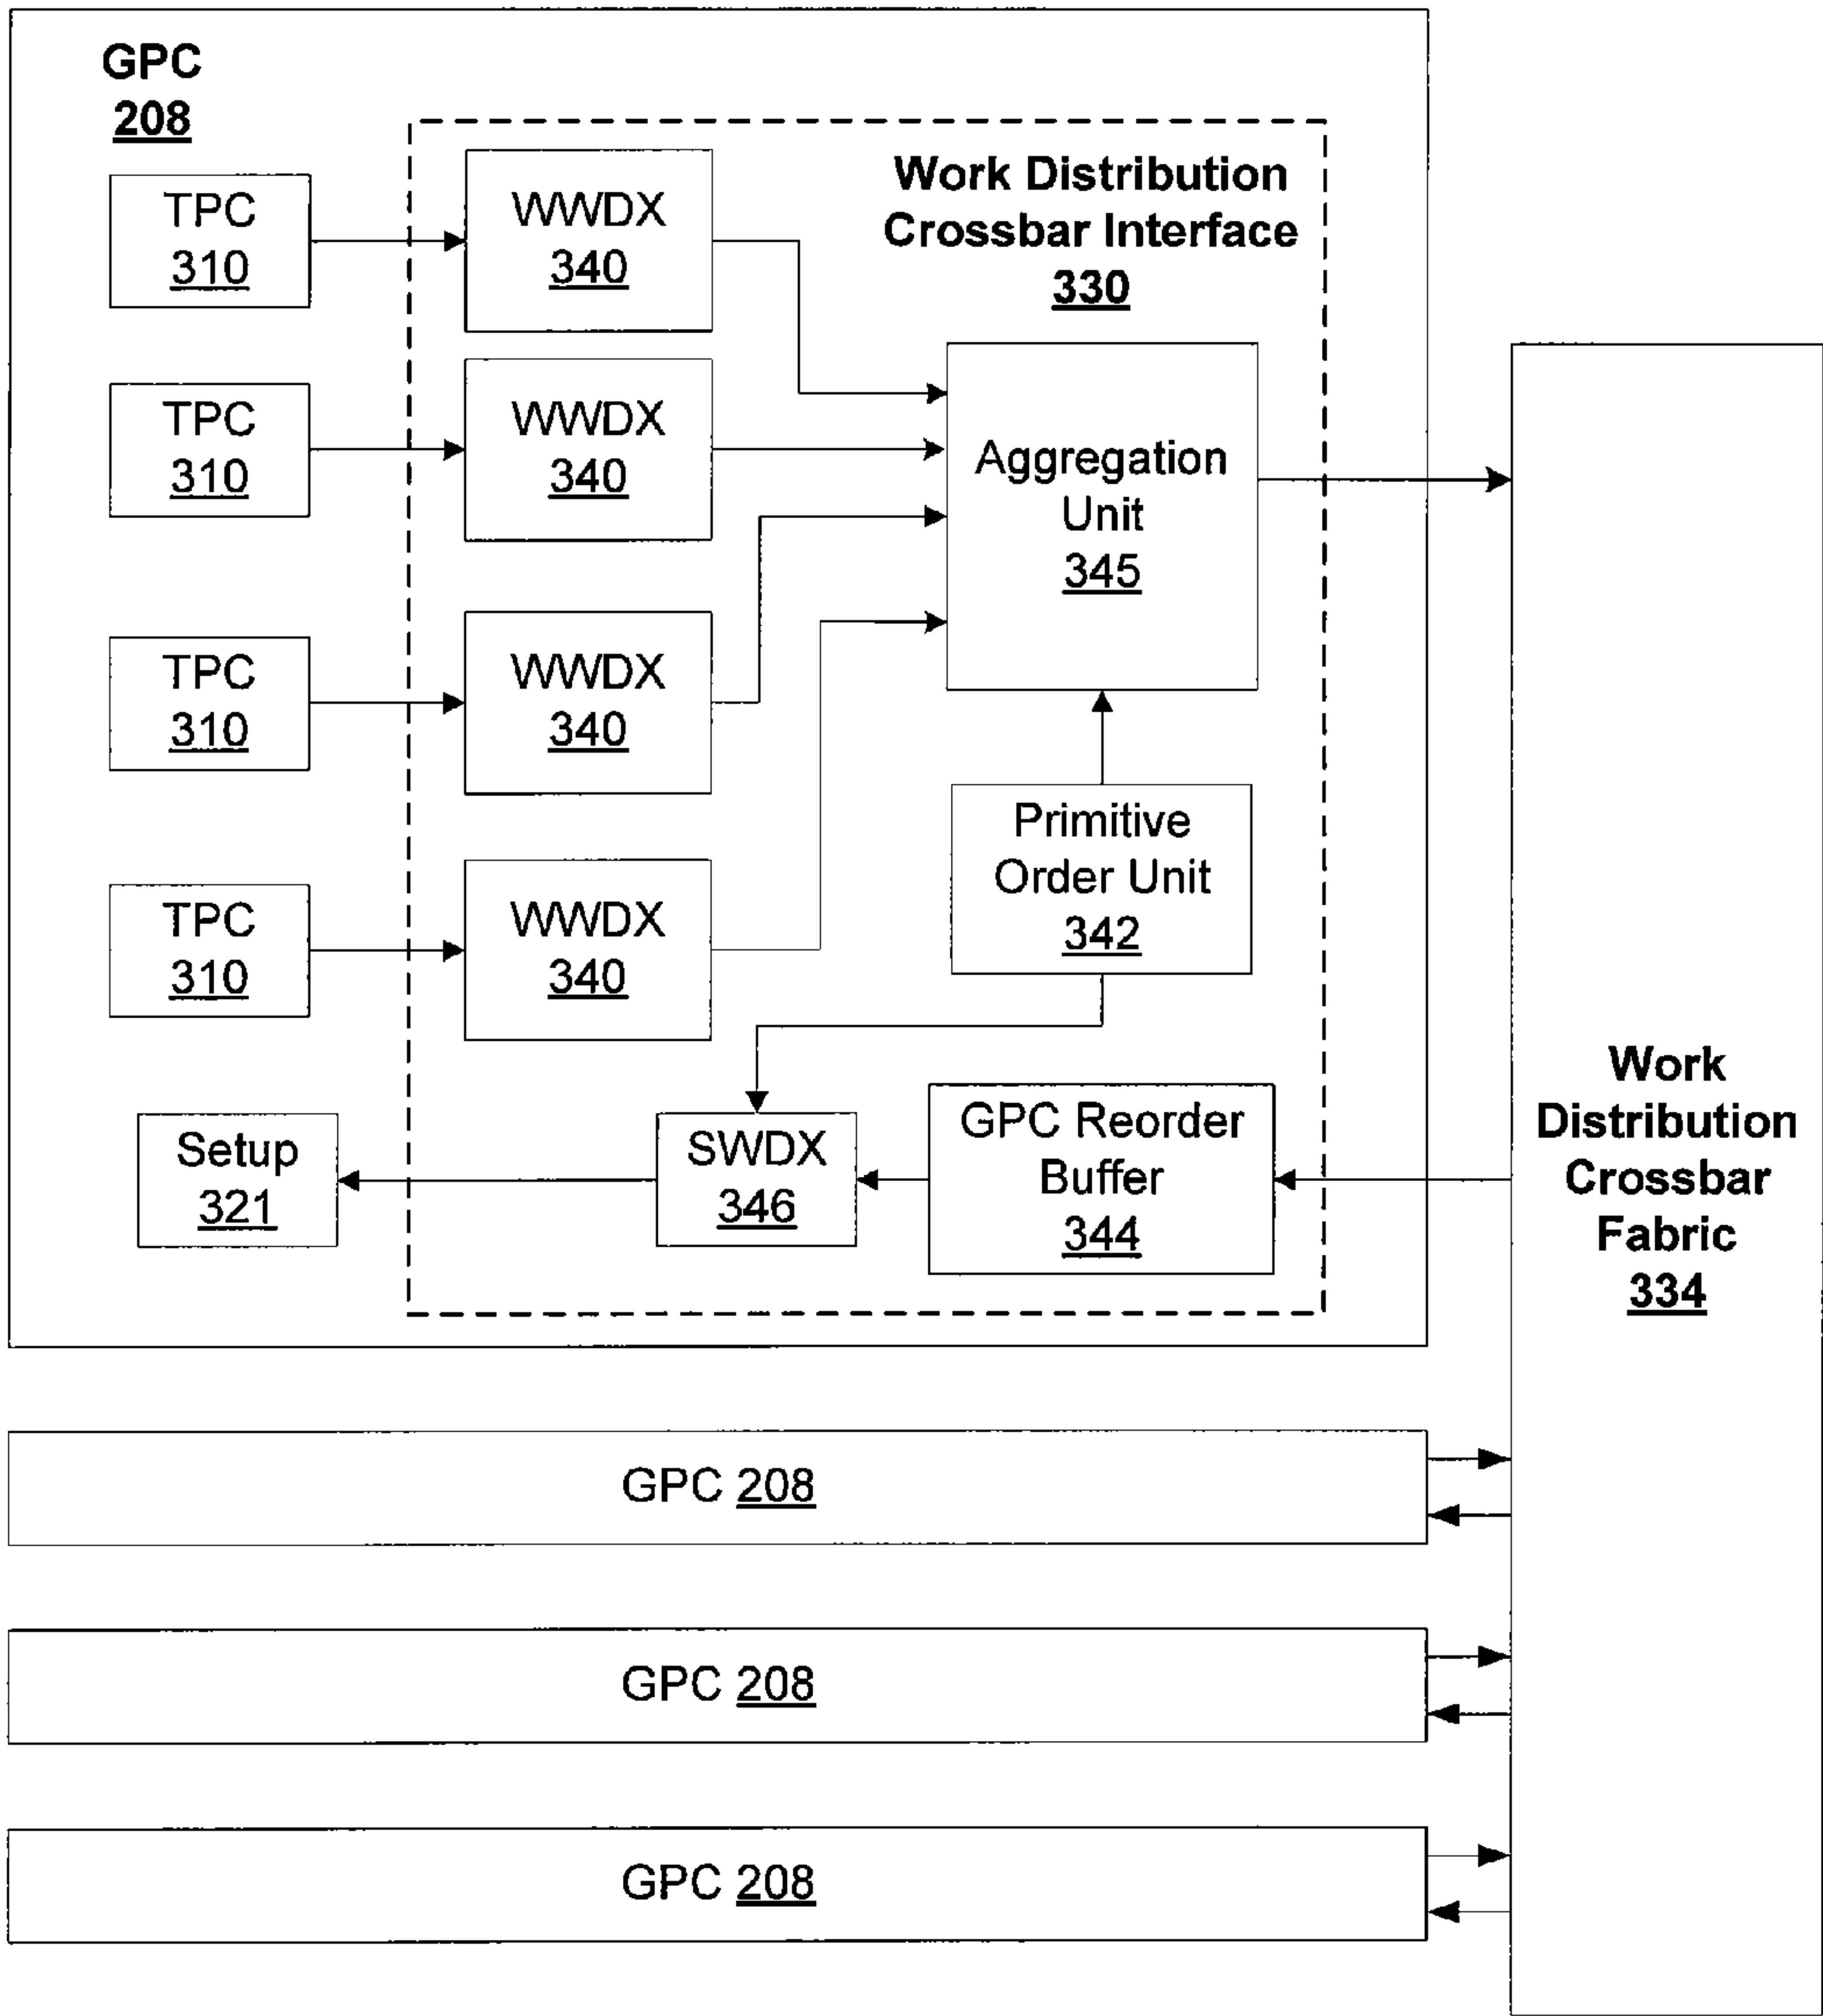 GPC
208
Work Distribution
Crossbar Interface
330
TPC
310
WWDX
340
TPC
310
WWDX
340
Aggregation
Unit
345
TPC
310
WWDX
340
Primitive
Order Unit
342
TPC
310
WWDX
340
Setup
321
SWDX
346
GPC Reorder
Buffer
344
Work
Distribution
Crossbar
Fabric
334
GPC 208
GPC 208
GPC 208